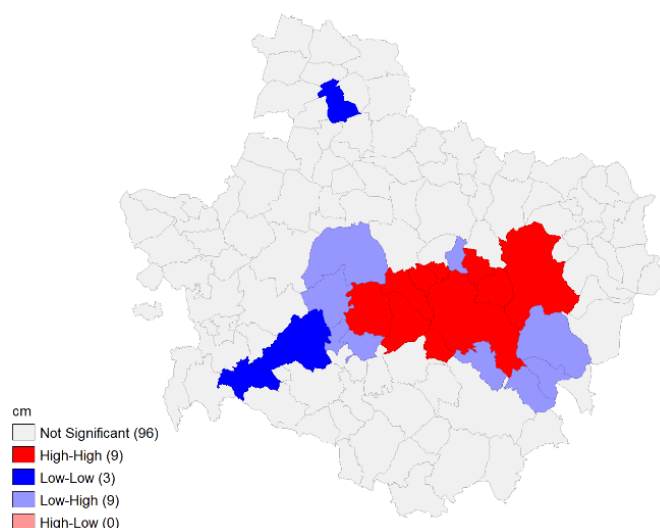 cm
Not Significant (96)
High-High (9)
Low-Low (3)
Low-High (9)
High-Low (0)